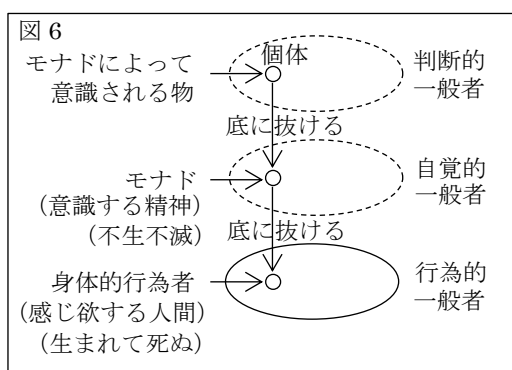 図 6
モナドによって
意識される物
個体
判断的
一般者
底に抜ける
モナド
(意識する精神)
(不生不滅)
自覚的
一般者
底に抜ける
身体的行為者
(感じ欲する人間)
(生まれて死ぬ)
行為的
一般者